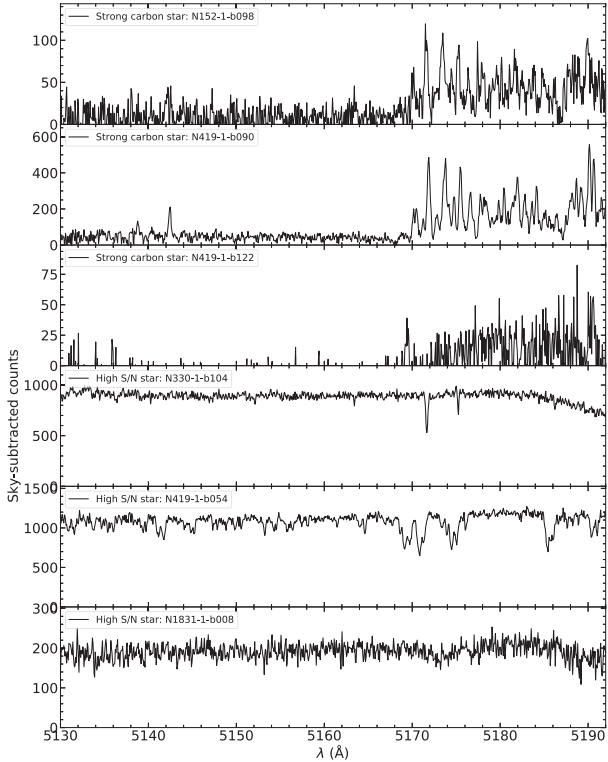 Strong carbon star: N152-1-b098
100
50
0
Strong carbon star: N419-1-b090
600
400
200
0
Strong carbon star: N419-1-b122
75
50
25
0
High S/N star: N330-1-b104
1000
500
0
High S/N star: N419-1-b054
1500
1000
500
0
High S/N star: N1831-1-b008
300
200
100
0
5130 5140 5150 5160 5170 5180 5190
λ (Å)
Sky-subtracted counts